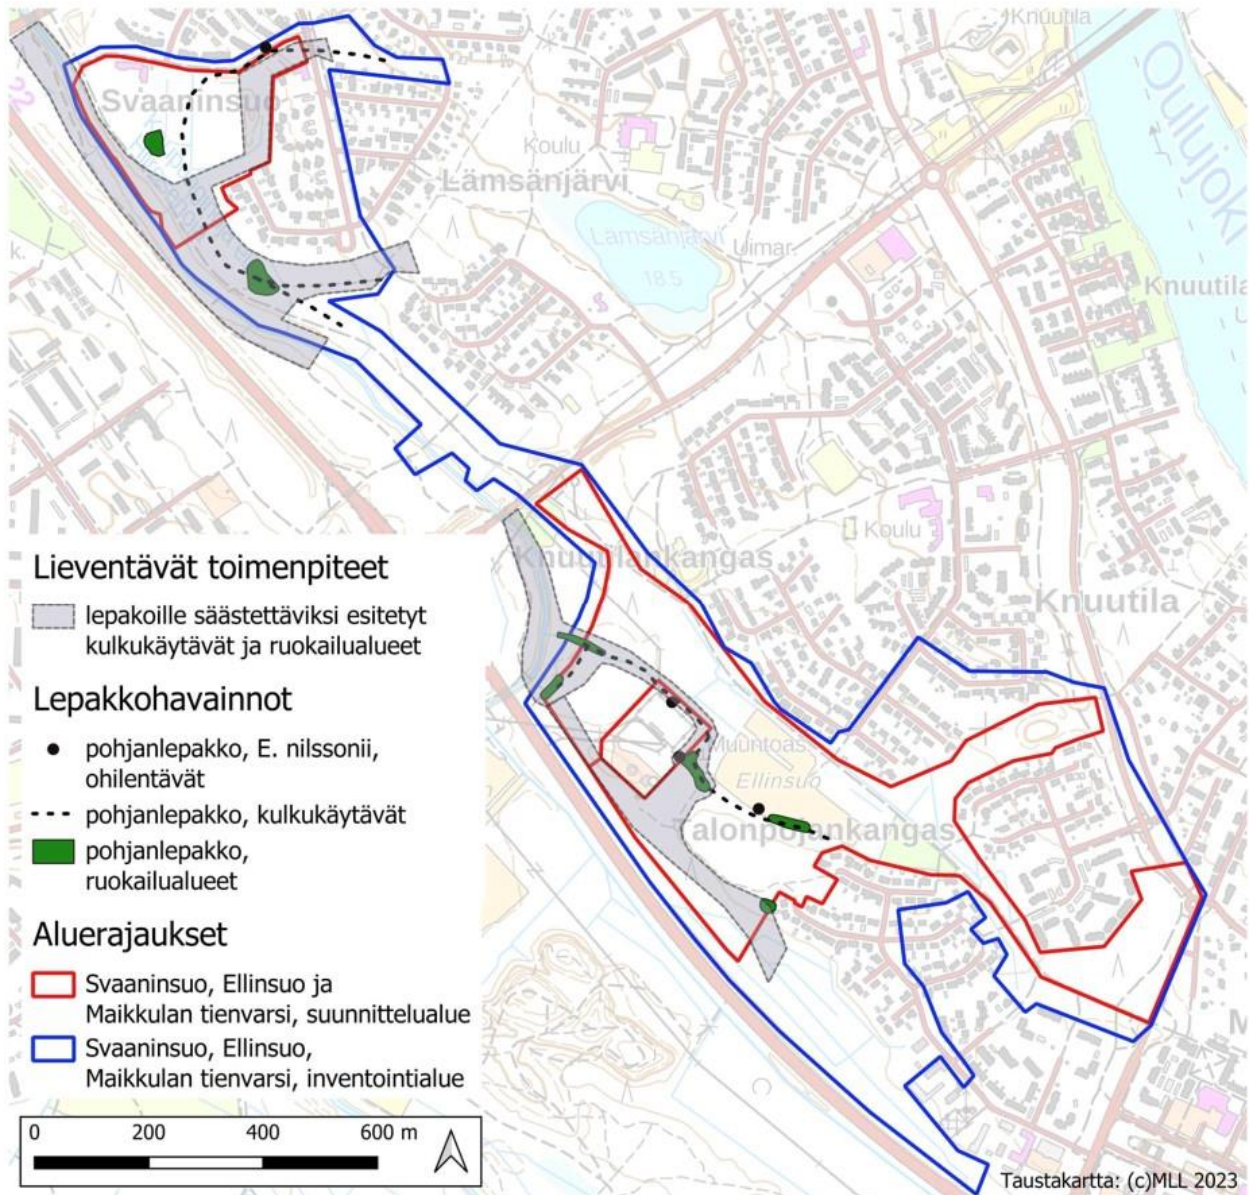 Knuutila
Oulujoki
Svaaninsuo
22
Koulu
Lämsänjärvi
Lämsänjärvi
Uimar.
18.5
k.
Knuutila
Knuutilankangas
Koulu
Knuutila
Muuntoas.
Ellinsuo
Talonpojankangas
M
Lieventävät toimenpiteet
lepakoille säästettäviksi esitetyt
kulkukäytävät ja ruokailualueet
Lepakkohavainnot
pohjanlepakko, E. nilssonii,
ohilentävät
pohjanlepakko, kulkukäytävät
pohjanlepakko,
ruokailualueet
Aluerajaukset
Svaaninsuo, Ellinsuo ja
Maikkulan tienvarsi, suunnittelualue
Svaaninsuo, Ellinsuo,
Maikkulan tienvarsi, inventointialue
0 200 400 600 m
Taustakartta: (c)MLL 2023